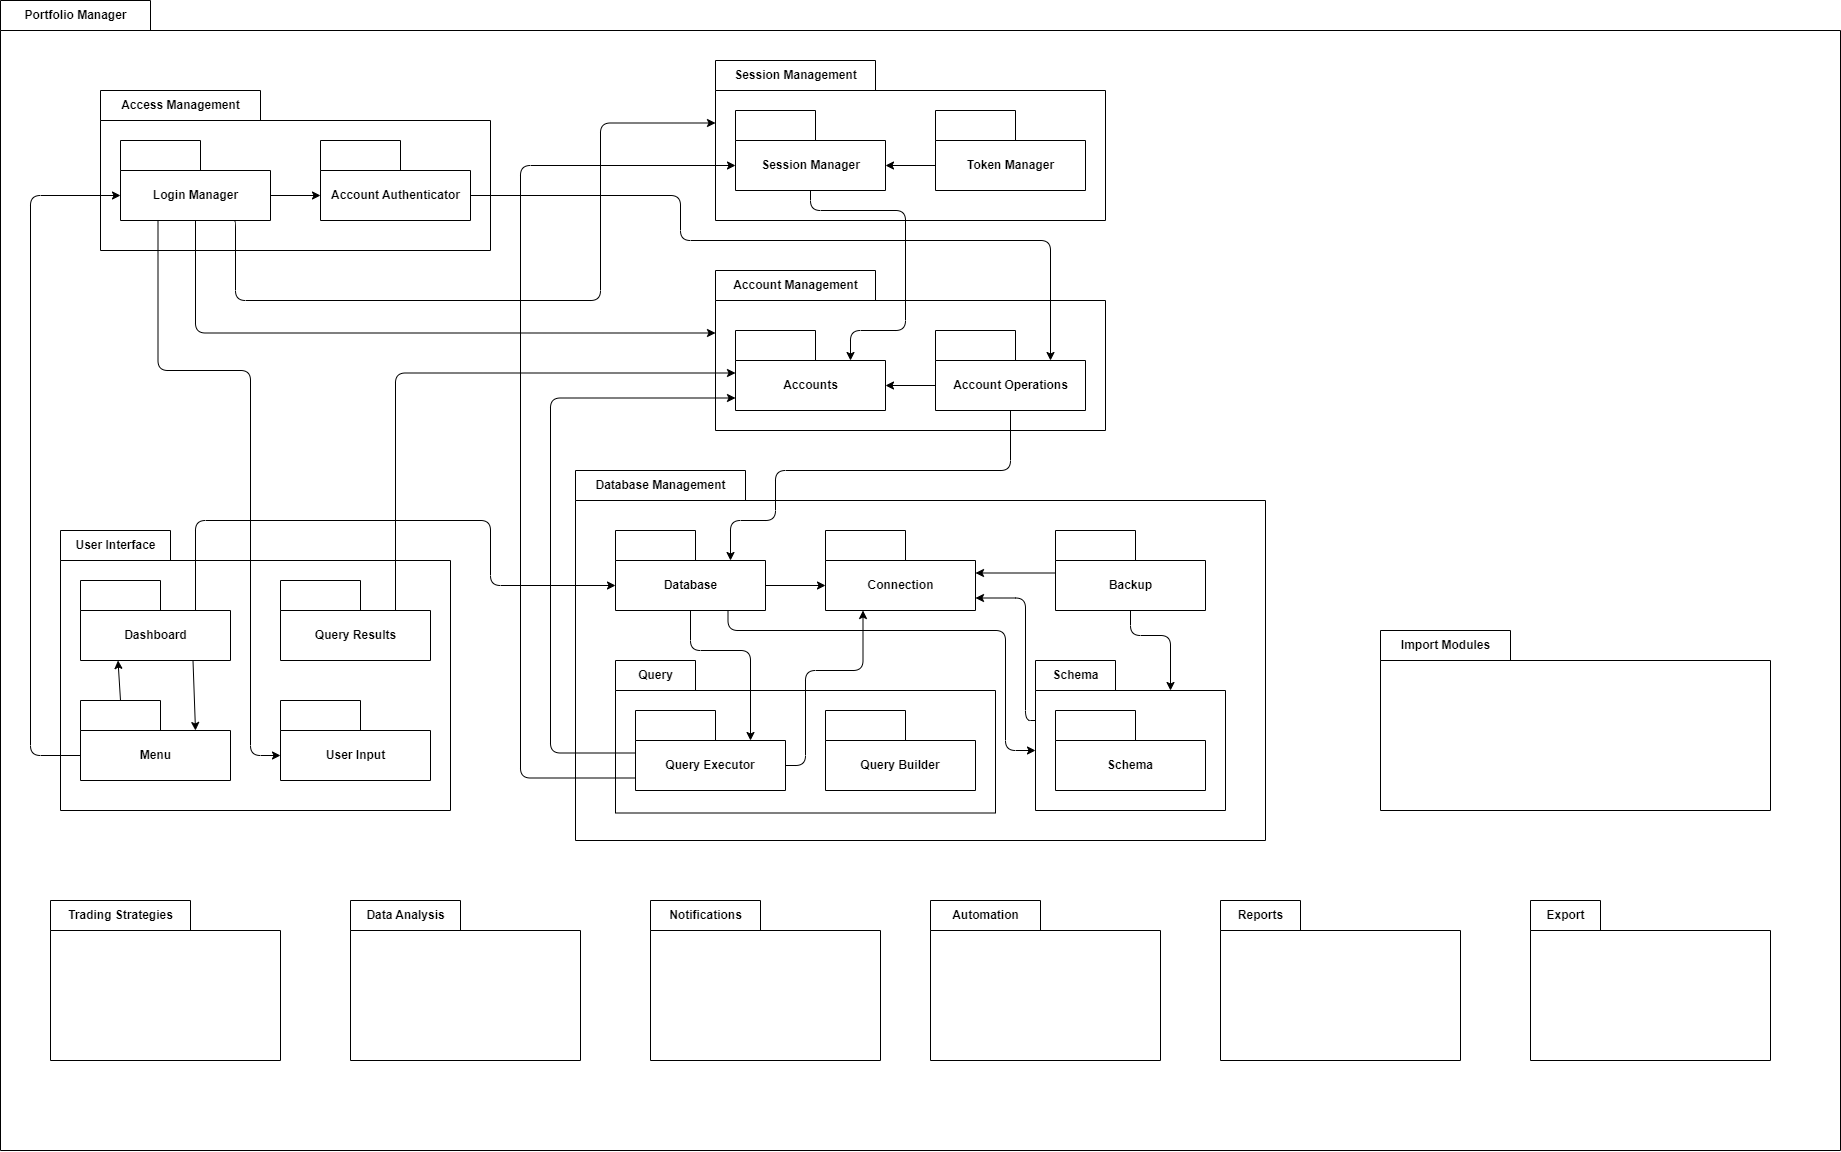 Portfolio Manager
Session Management
Access Management
Session Manager
Token Manager
Login Manager
Account Authenticator
Account Management
Accounts
Account Operations
Database Management
User Interface
Database
Connection
Backup
Dashboard
Query Results
Import Modules
Query
Schema
Menu
User Input
Query Executor
Query Builder
Schema
Trading Strategies
Data Analysis
Notifications
Automation
Reports
Export